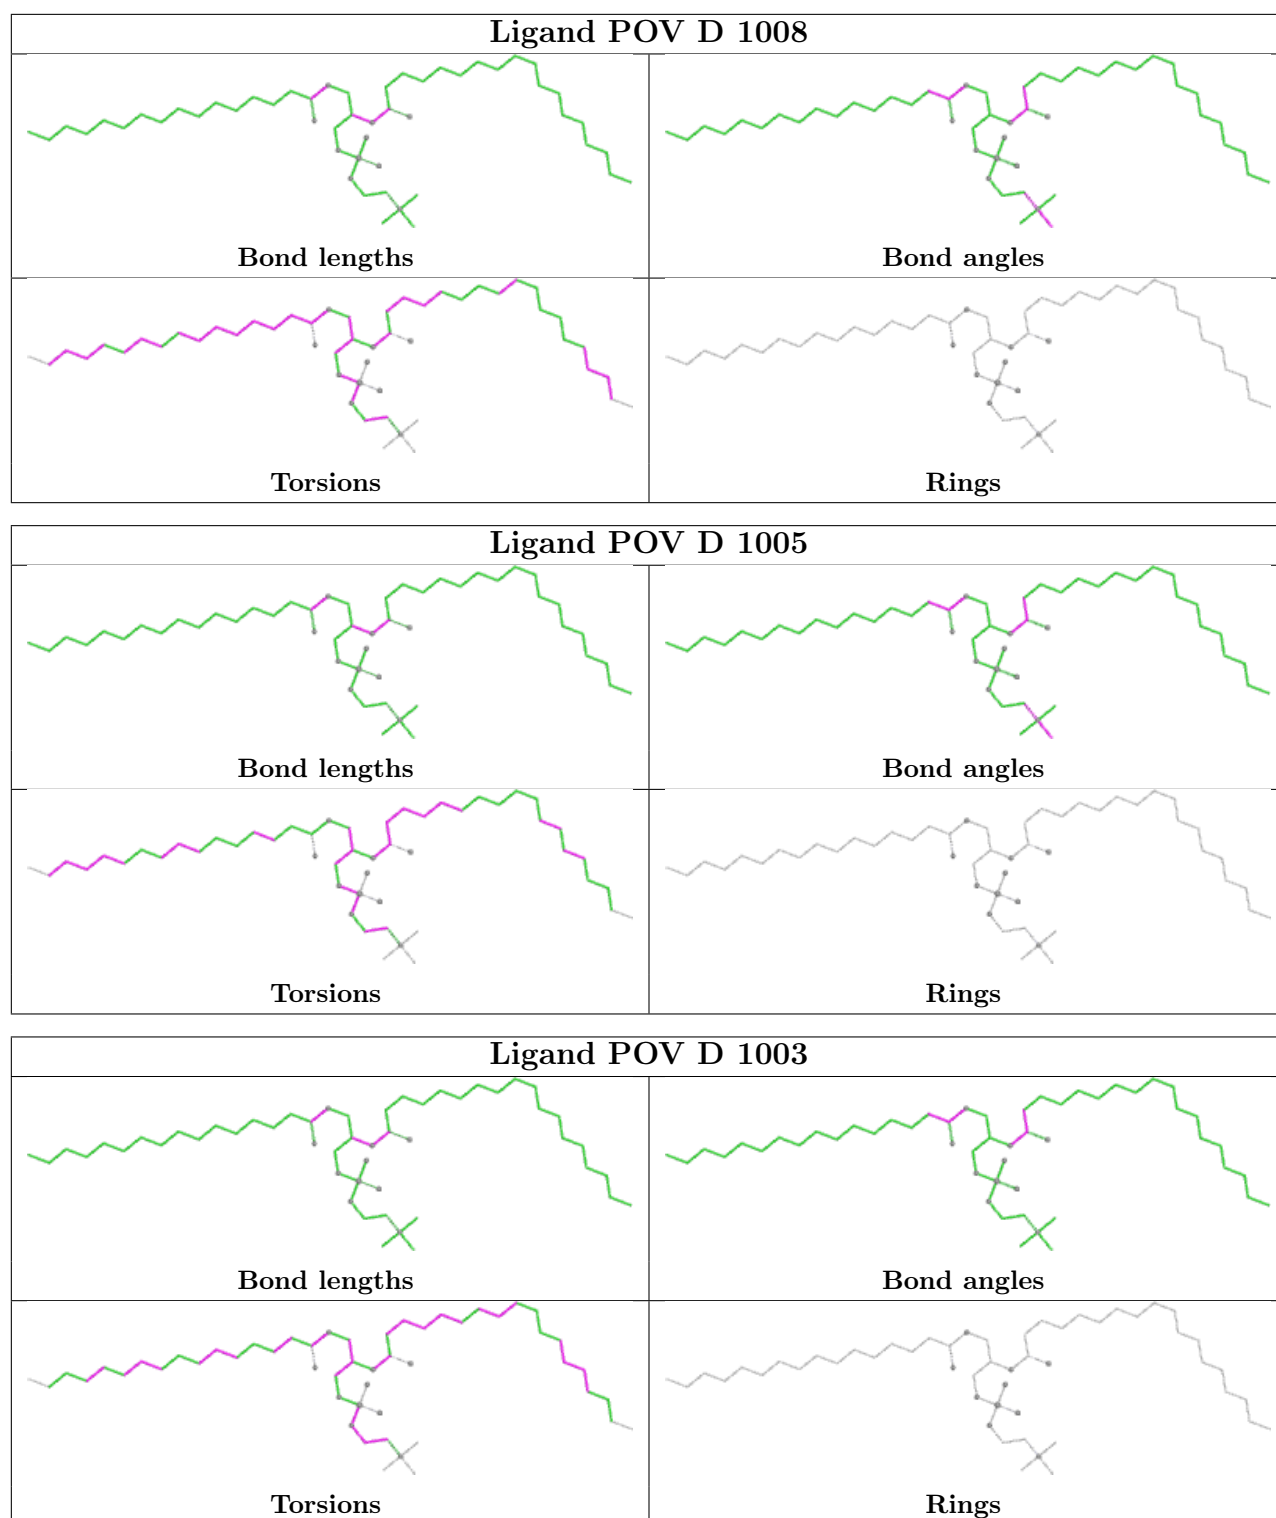 Ligand POV D 1008
Bond lengths
Bond angles
Torsions
Rings
Ligand POV D 1005
Bond lengths
Bond angles
Torsions
Rings
Ligand POV D 1003
Bond lengths
Bond angles
Torsions
Rings